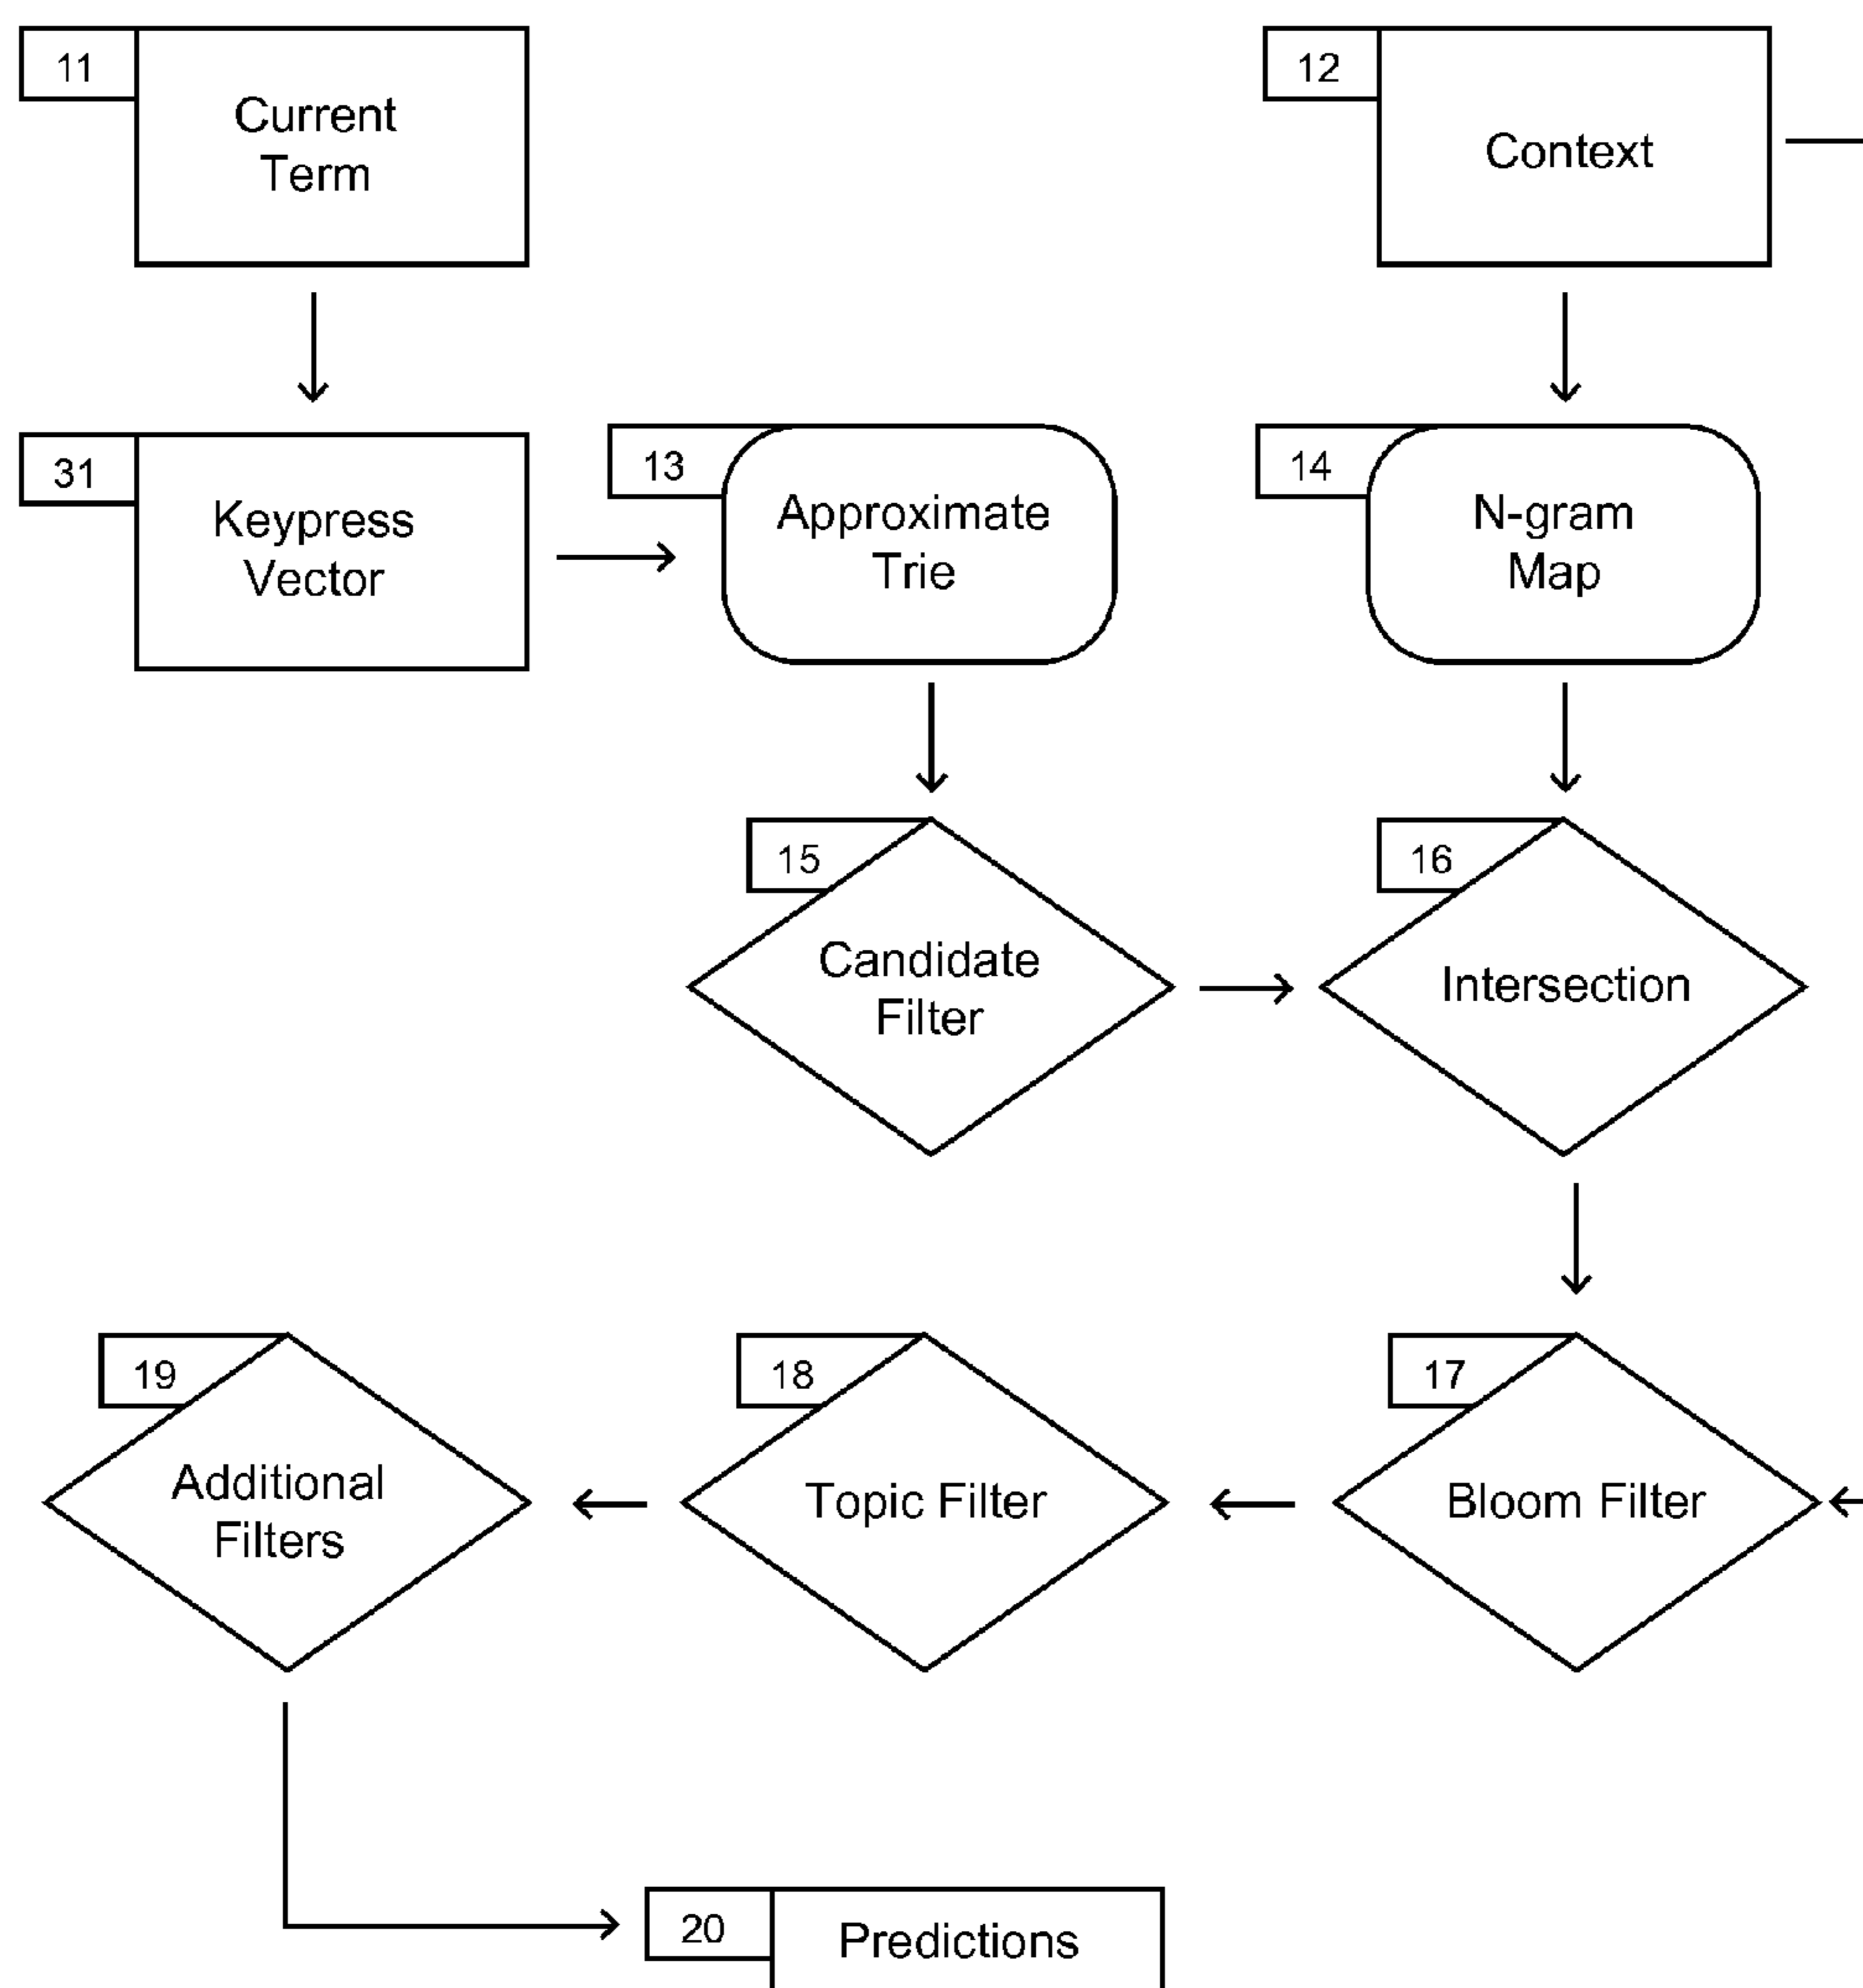 11
Current
Term
12
Context
31
Keypress
Vector
13
Approximate
Trie
14
N-gram
Map
15
Candidate
Filter
16
Intersection
19
Additional
Filters
18
Topic Filter
17
Bloom Filter
20
Predictions